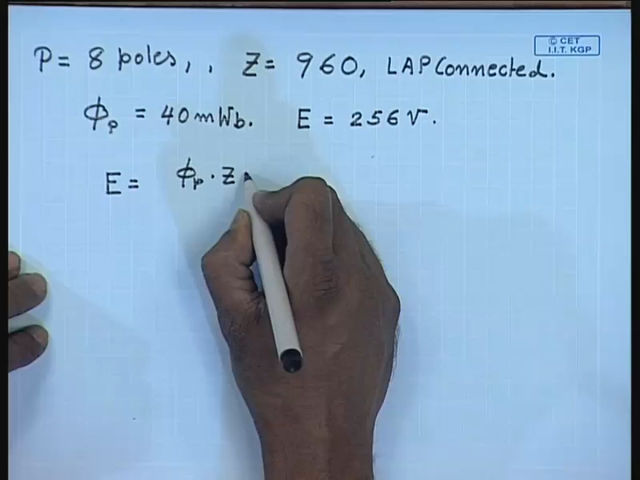 © CET
I.I.T. KGP
P = 8 poles, , Z = 960, LAP Connected.
ϕp = 40 mWb. E = 256 V.
E = ϕp · Z